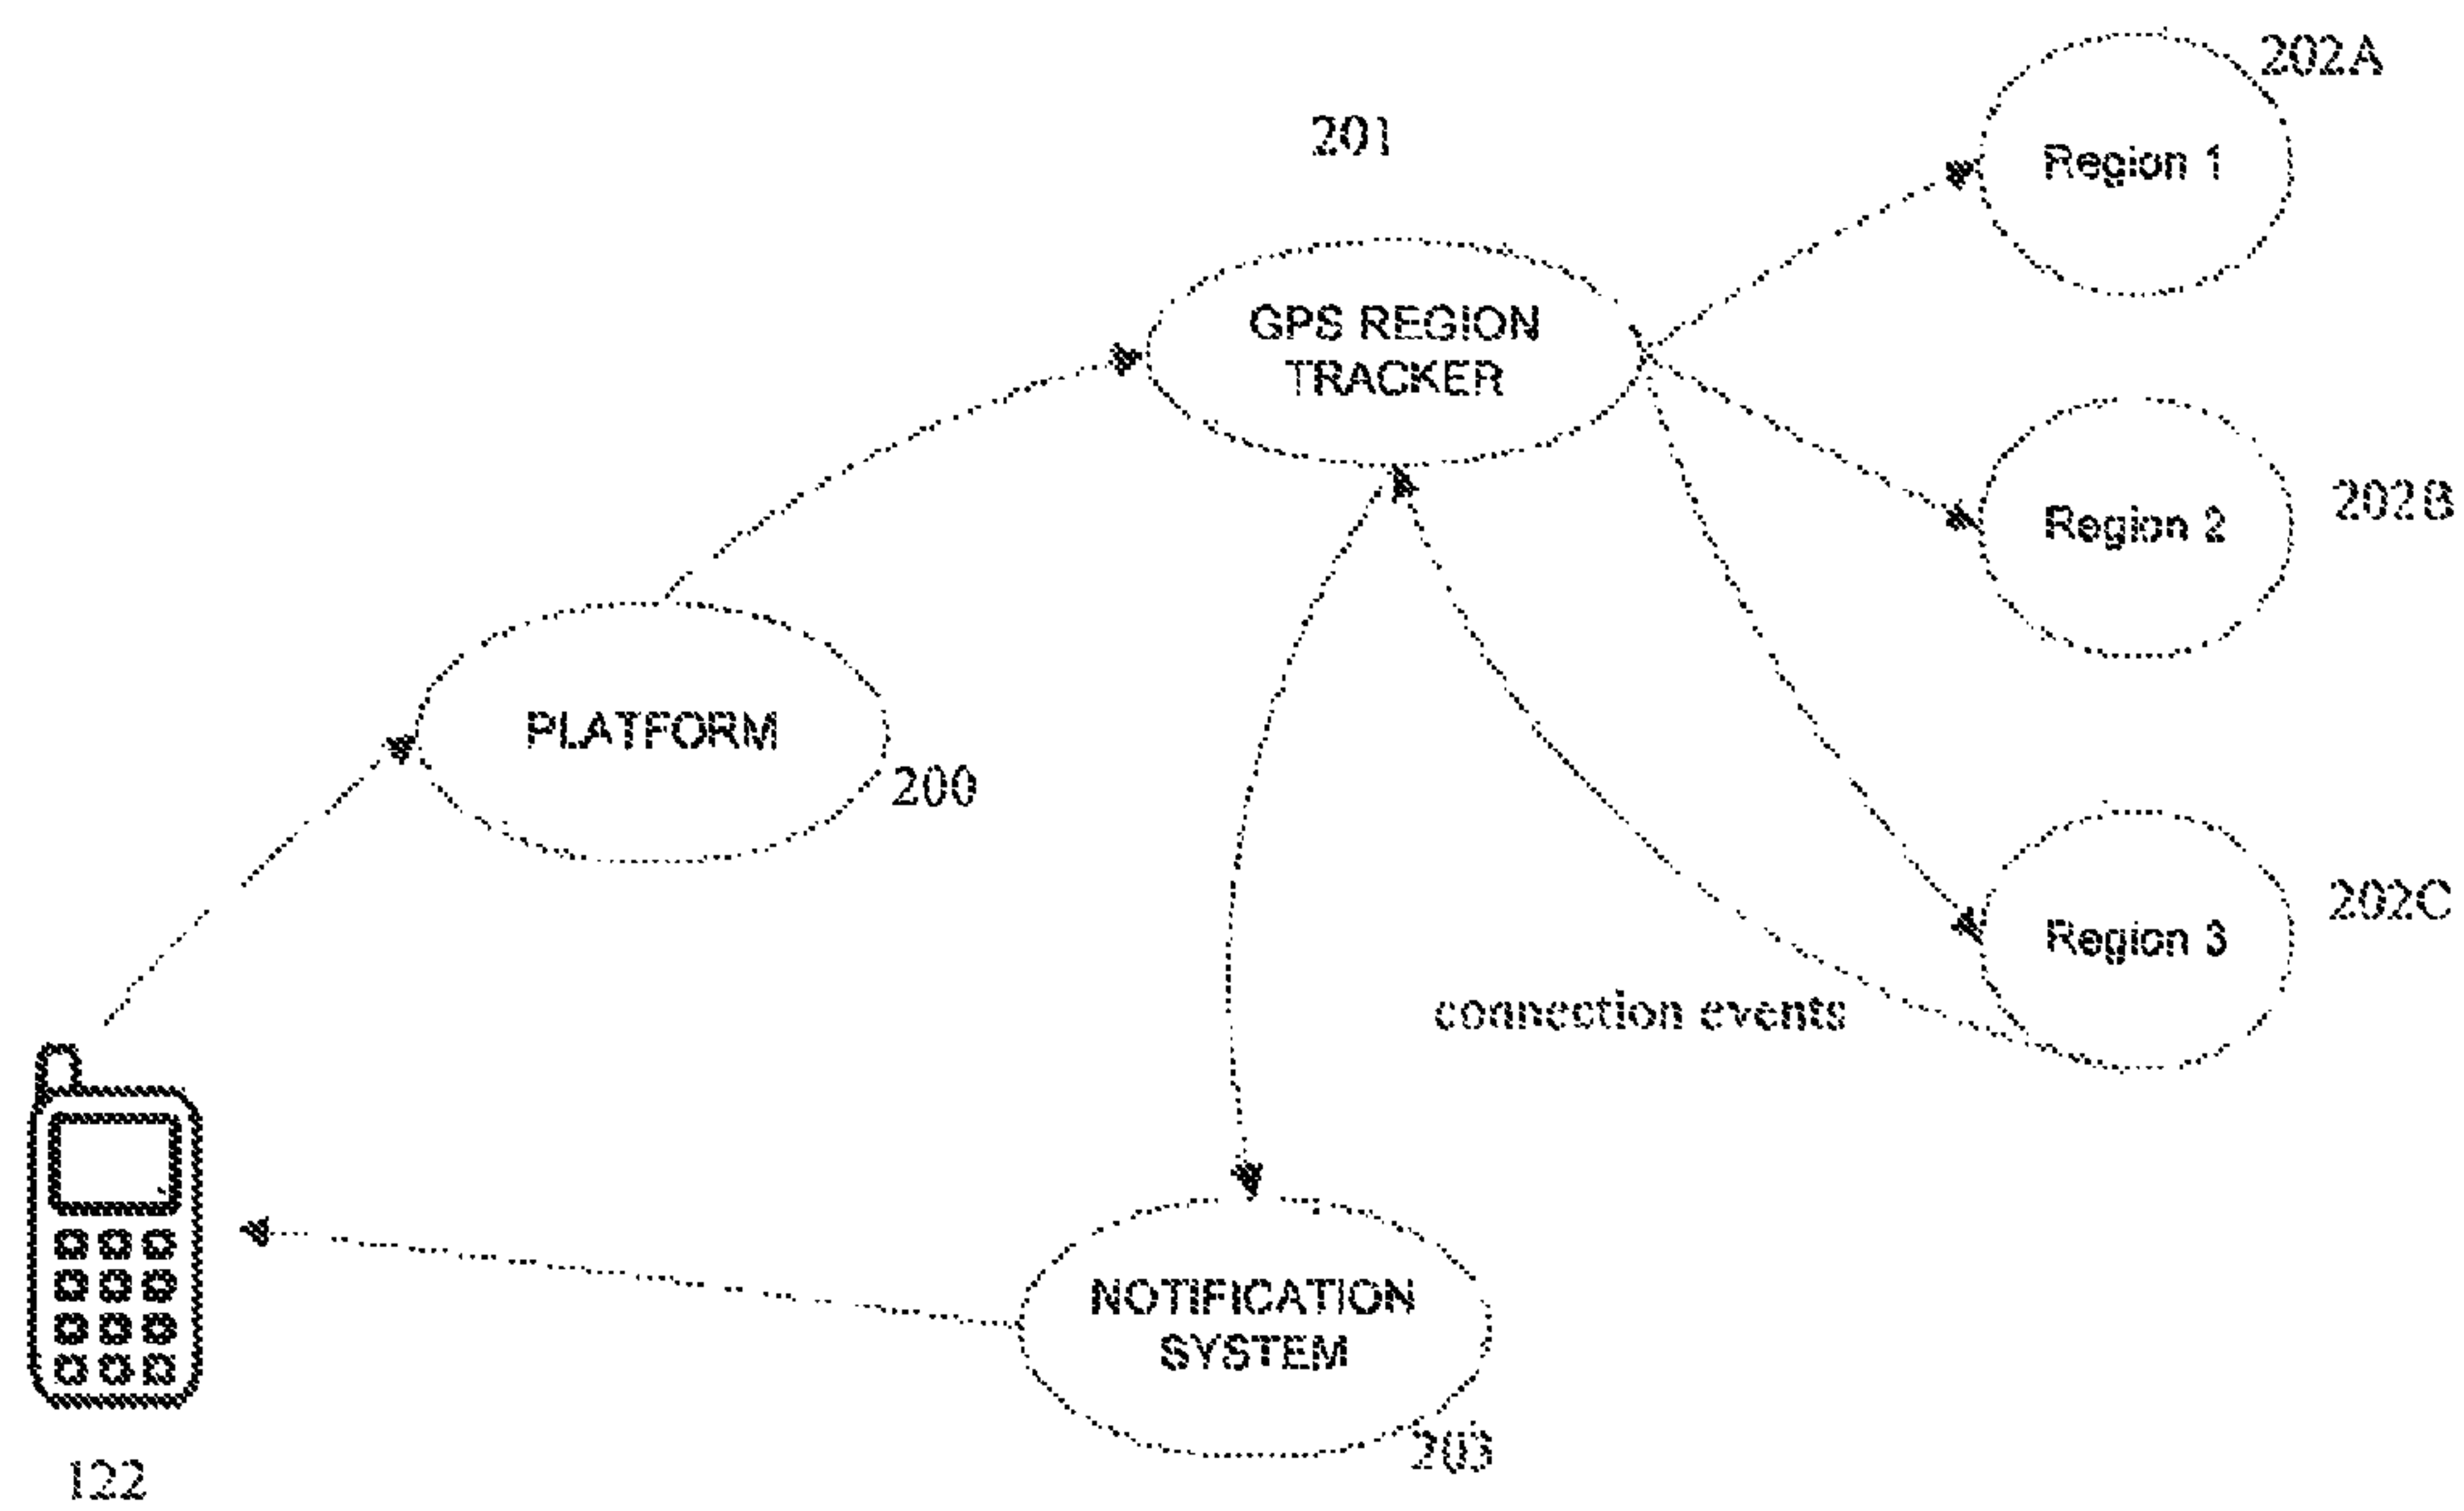 202A
201
Region 1
GPS REGION
TRACKER
202B
Region 2
PLATFORM
200
202C
Region 3
connection events
NOTIFICATION
SYSTEM
203
122